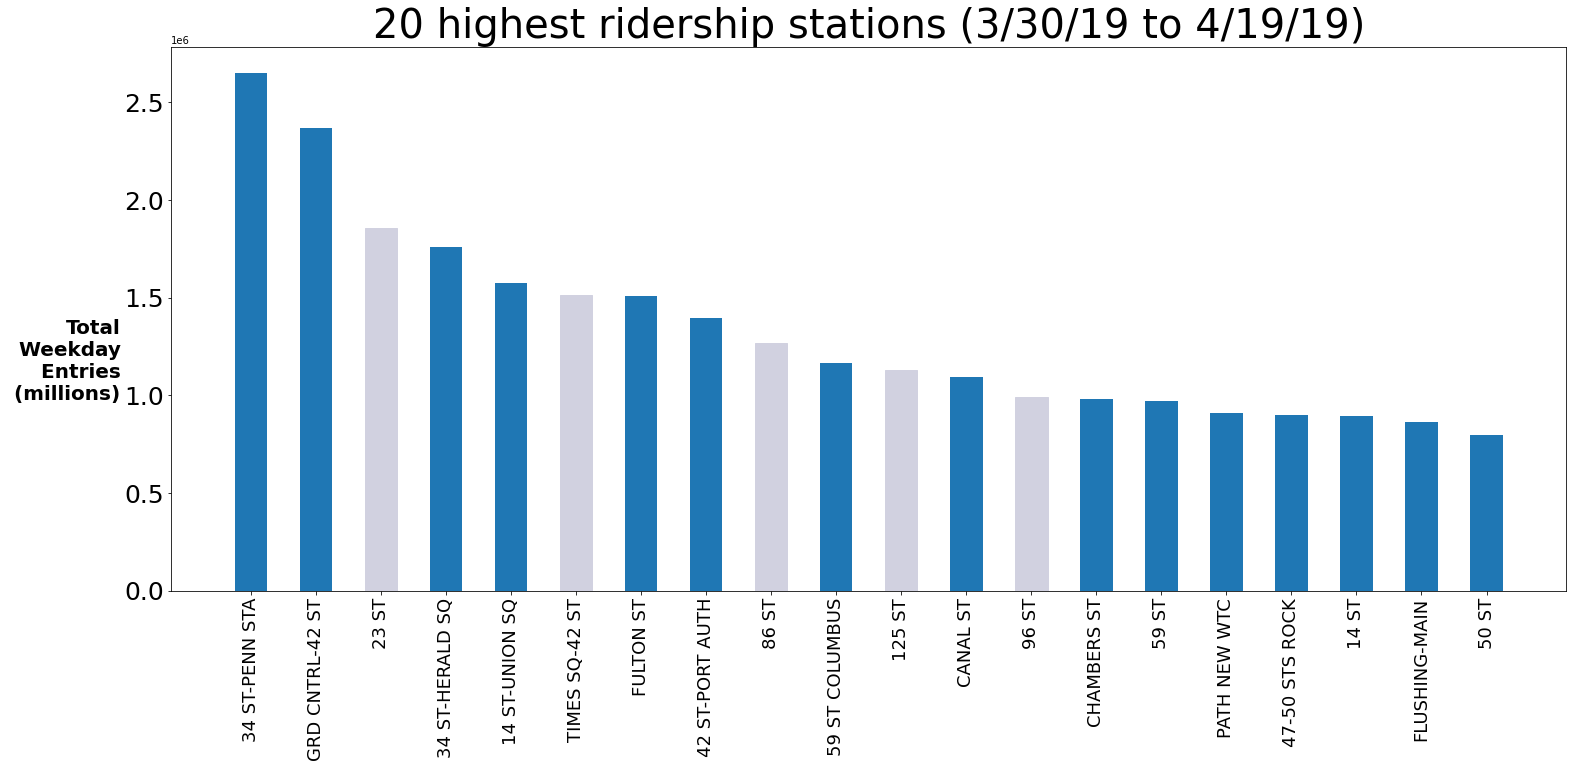 20 highest ridership stations (3/30/19 to 4/19/19)
1e6
2.5
2.0
1.5
1.0
0.5
0.0
Total
Weekday
Entries
(millions)
34 ST-PENN STA
GRD CNTRL-42 ST
23 ST
34 ST-HERALD SQ
14 ST-UNION SQ
TIMES SQ-42 ST
FULTON ST
42 ST-PORT AUTH
86 ST
59 ST COLUMBUS
125 ST
CANAL ST
96 ST
CHAMBERS ST
59 ST
PATH NEW WTC
47-50 STS ROCK
14 ST
FLUSHING-MAIN
50 ST